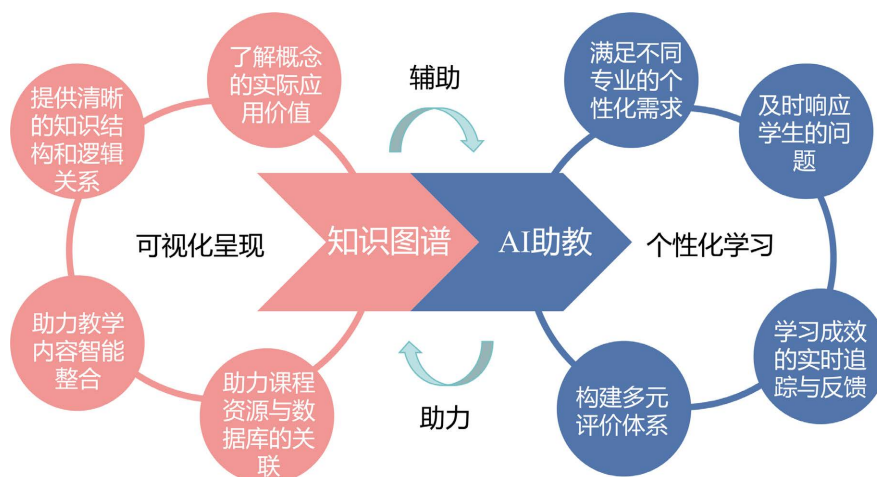 了解概念
的实际应
用价值
提供清晰
的知识结
构和逻辑
关系
可视化呈现
助力教学
内容智能
整合
助力课程
资源与数
据库的关
联
知识图谱
辅助
助力
AI助教
满足不同
专业的个
性化需求
及时响应
学生的问
题
个性化学习
学习成效
的实时追
踪与反馈
构建多元
评价体系